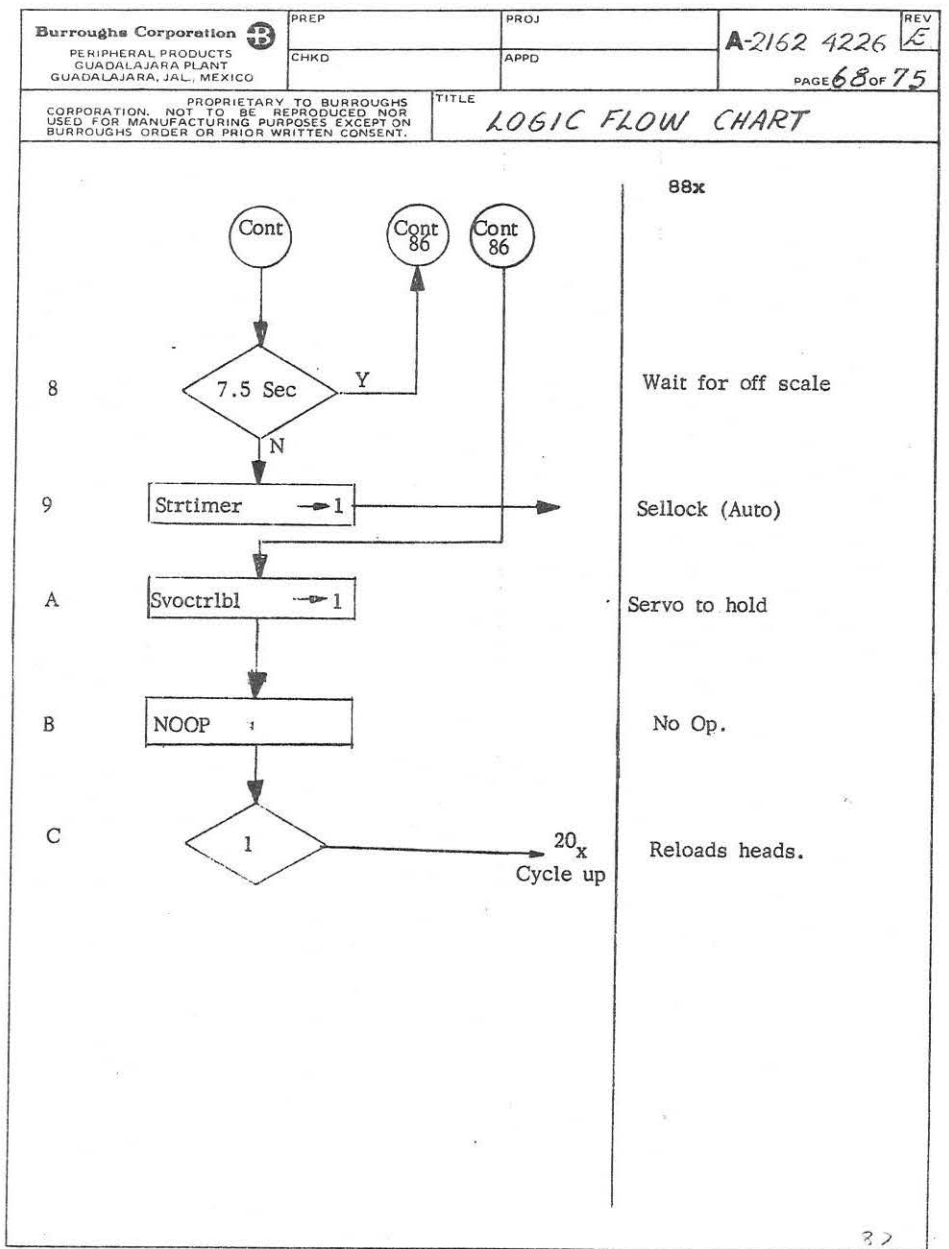 Burroughs Corporation B
PERIPHERAL PRODUCTS
GUADALAJARA PLANT
GUADALAJARA, JAL., MEXICO
PREP
PROJ
CHKD
APPD
A-2162 4226
REV
E
PAGE 68 OF 75
PROPRIETARY TO BURROUGHS
CORPORATION. NOT TO BE REPRODUCED NOR
USED FOR MANUFACTURING PURPOSES EXCEPT ON
BURROUGHS ORDER OR PRIOR WRITTEN CONSENT.
TITLE
LOGIC FLOW CHART
88x
Cont
Cont
86
Cont
86
8
7.5 Sec
Y
Wait for off scale
N
9
Strtimer → 1
Sellock (Auto)
A
Svoctrlbl → 1
Servo to hold
B
NOOP
No Op.
C
1
20x
Cycle up
Reloads heads.